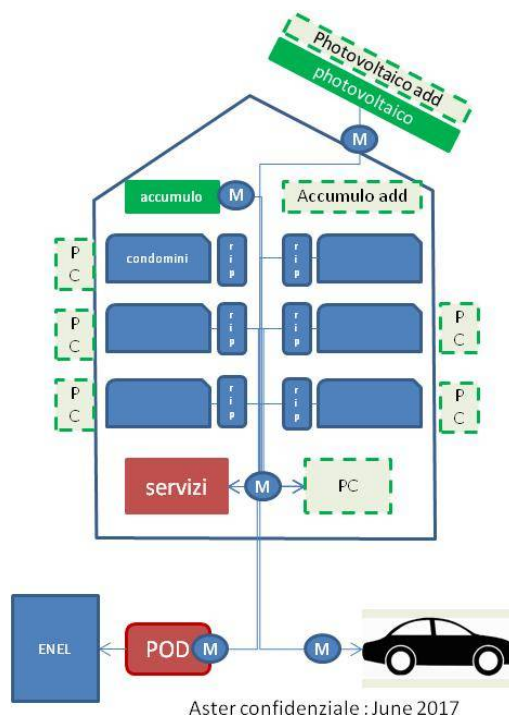 Photovoltaico add
photovoltaico
M
accumulo
M
Accumulo add
P
C
condomini
r
i
p
r
i
p
P
C
r
i
p
r
i
p
P
C
P
C
r
i
p
r
i
p
P
C
servizi
M
PC
ENEL
POD
M
M
Aster confidenziale : June 2017